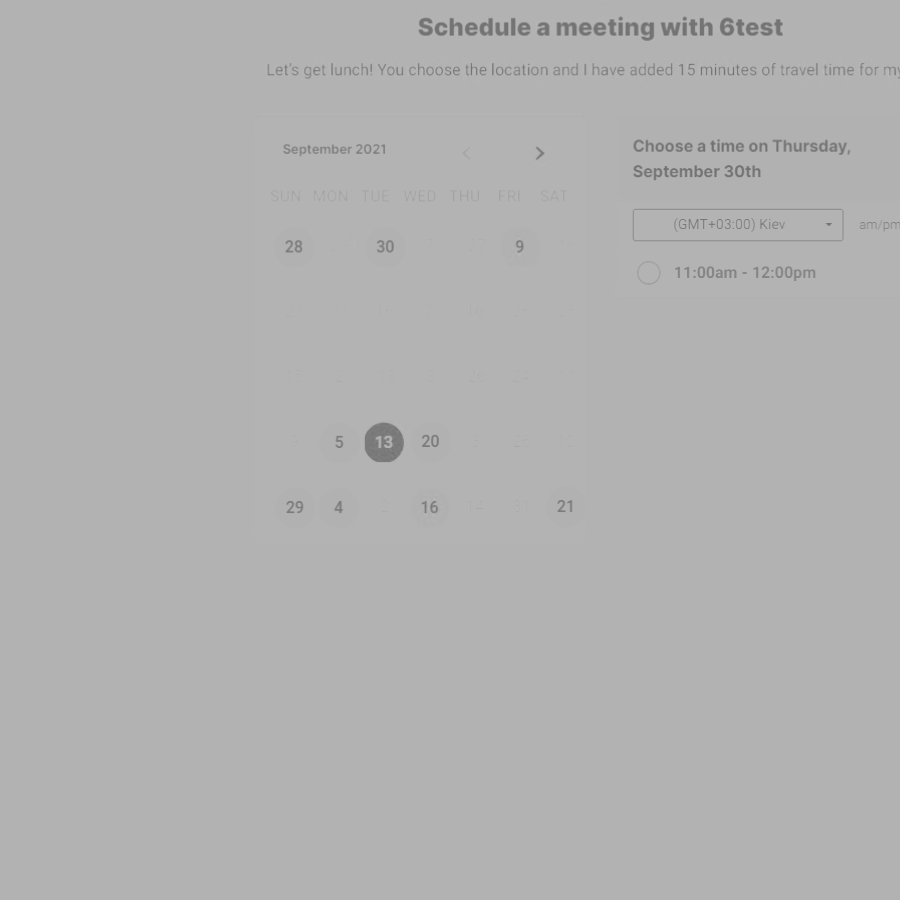 Schedule a meeting with 6test
Let's get lunch! You choose the location and I have added 15 minutes of travel time for my
September 2021
SUN MON TUE WED THU FRI SAT
28 30 9
5 13 20
29 4 16 21
Choose a time on Thursday,
September 30th
(GMT+03:00) Kiev am/pm
11:00am - 12:00pm